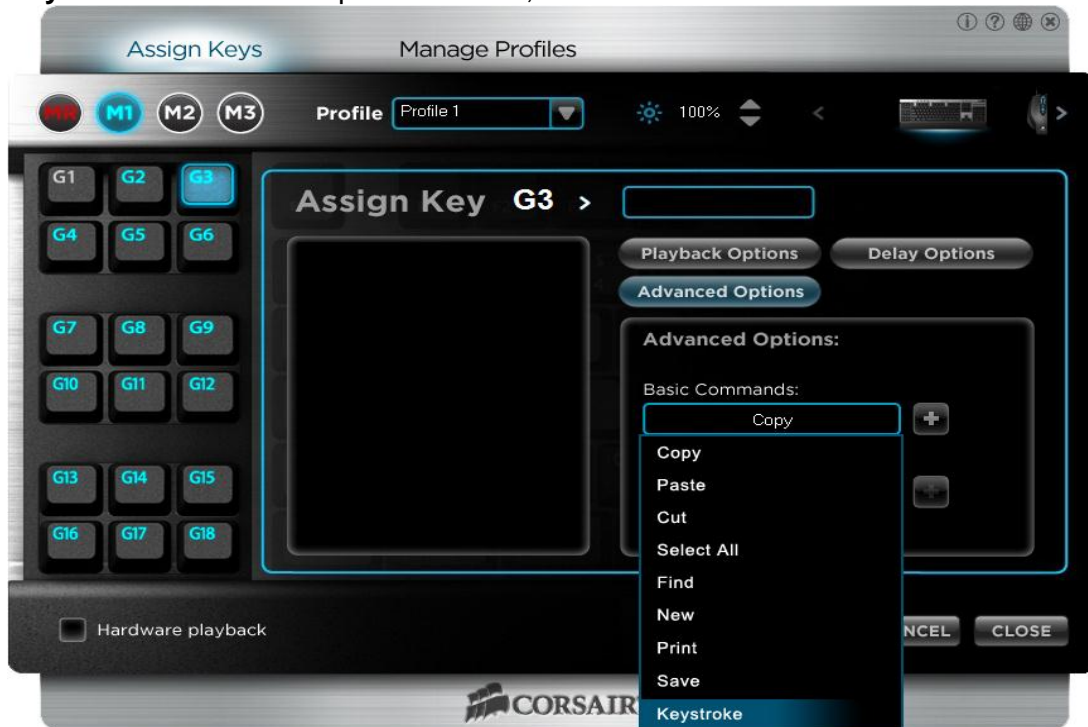 Assign Keys
Manage Profiles
MR M1 M2 M3 Profile Profile 1 100%
G1 G2 G3
G4 G5 G6
G7 G8 G9
G10 G11 G12
G13 G14 G15
G16 G17 G18
Assign Key G3 >
Playback Options Delay Options
Advanced Options
Advanced Options:
Basic Commands:
Copy
Copy
Paste
Cut
Select All
Find
New
Print
Save
Keystroke
Hardware playback
NCEL CLOSE
CORSAIR